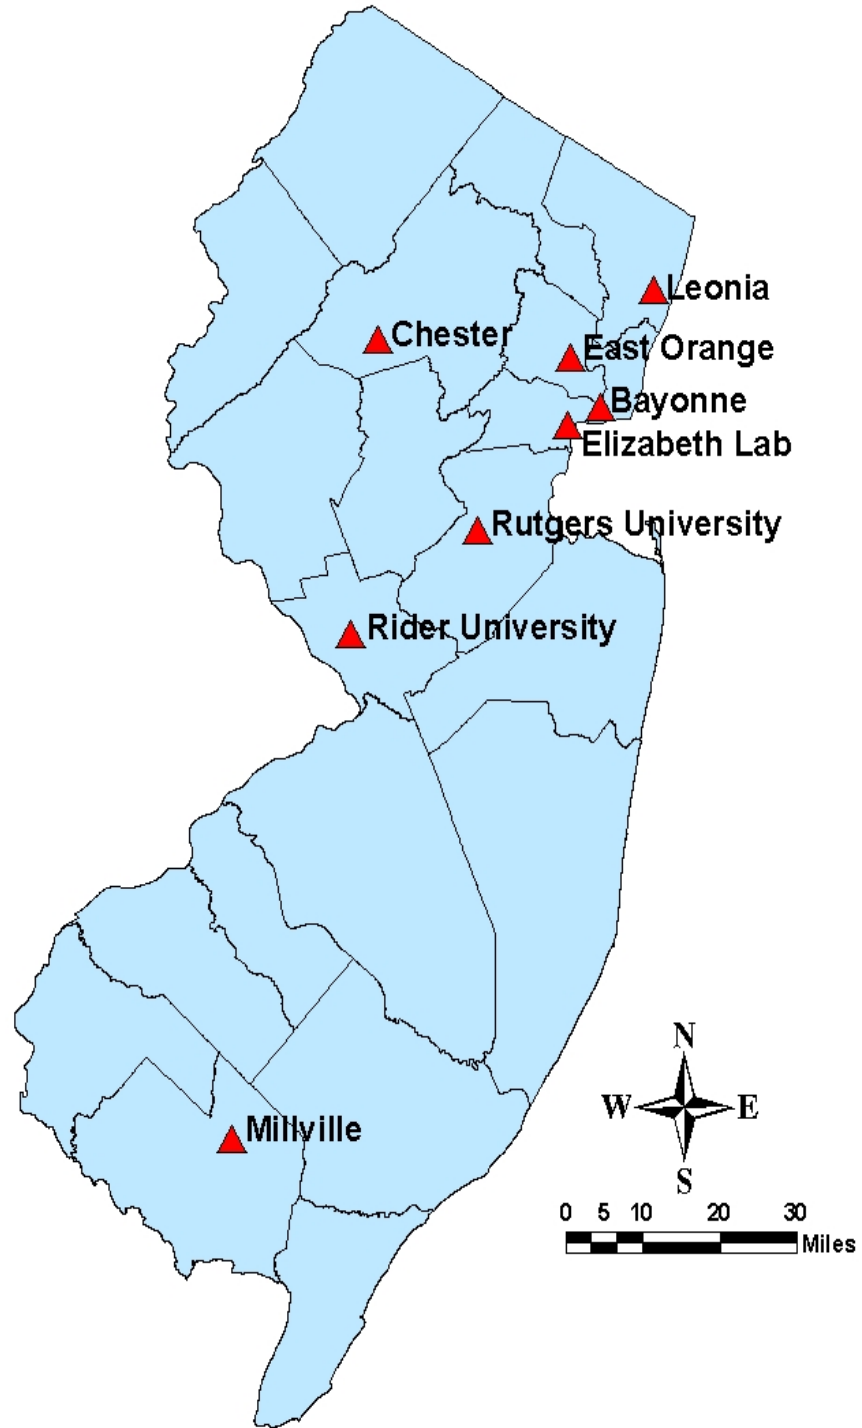 Leonia
Chester
East Orange
Bayonne
Elizabeth Lab
Rutgers University
Rider University
N
W E
S
Millville
0 5 10 20 30
Miles